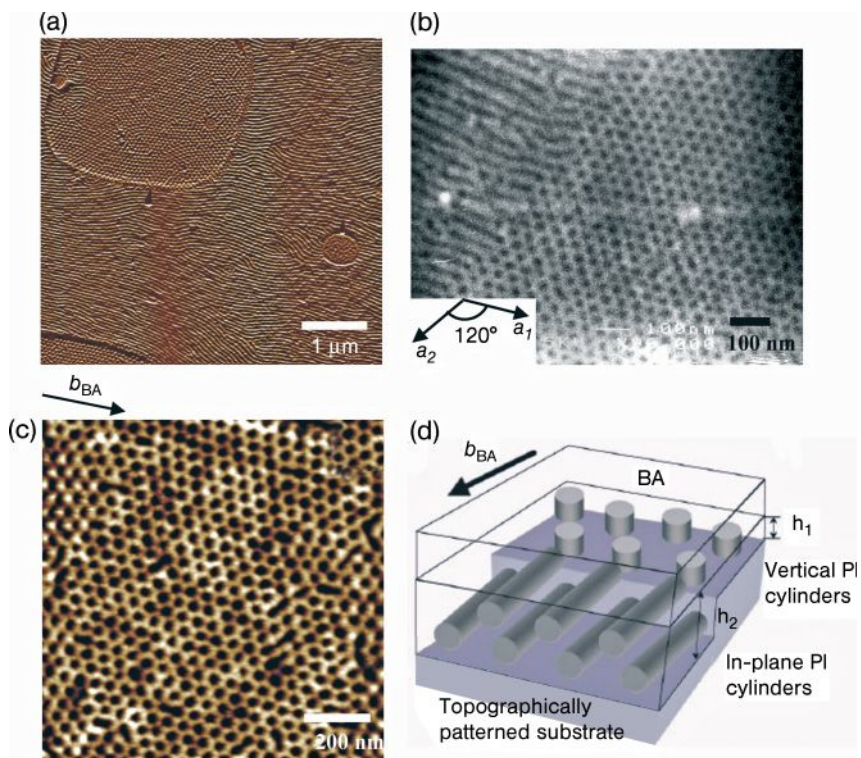 (a)
1 μm
(b)
a1
120°
a2
100nm
100 nm
bBA
(c)
200 nm
(d)
bBA
BA
h1
Vertical PI
cylinders
h2
In-plane PI
cylinders
Topographically
patterned substrate